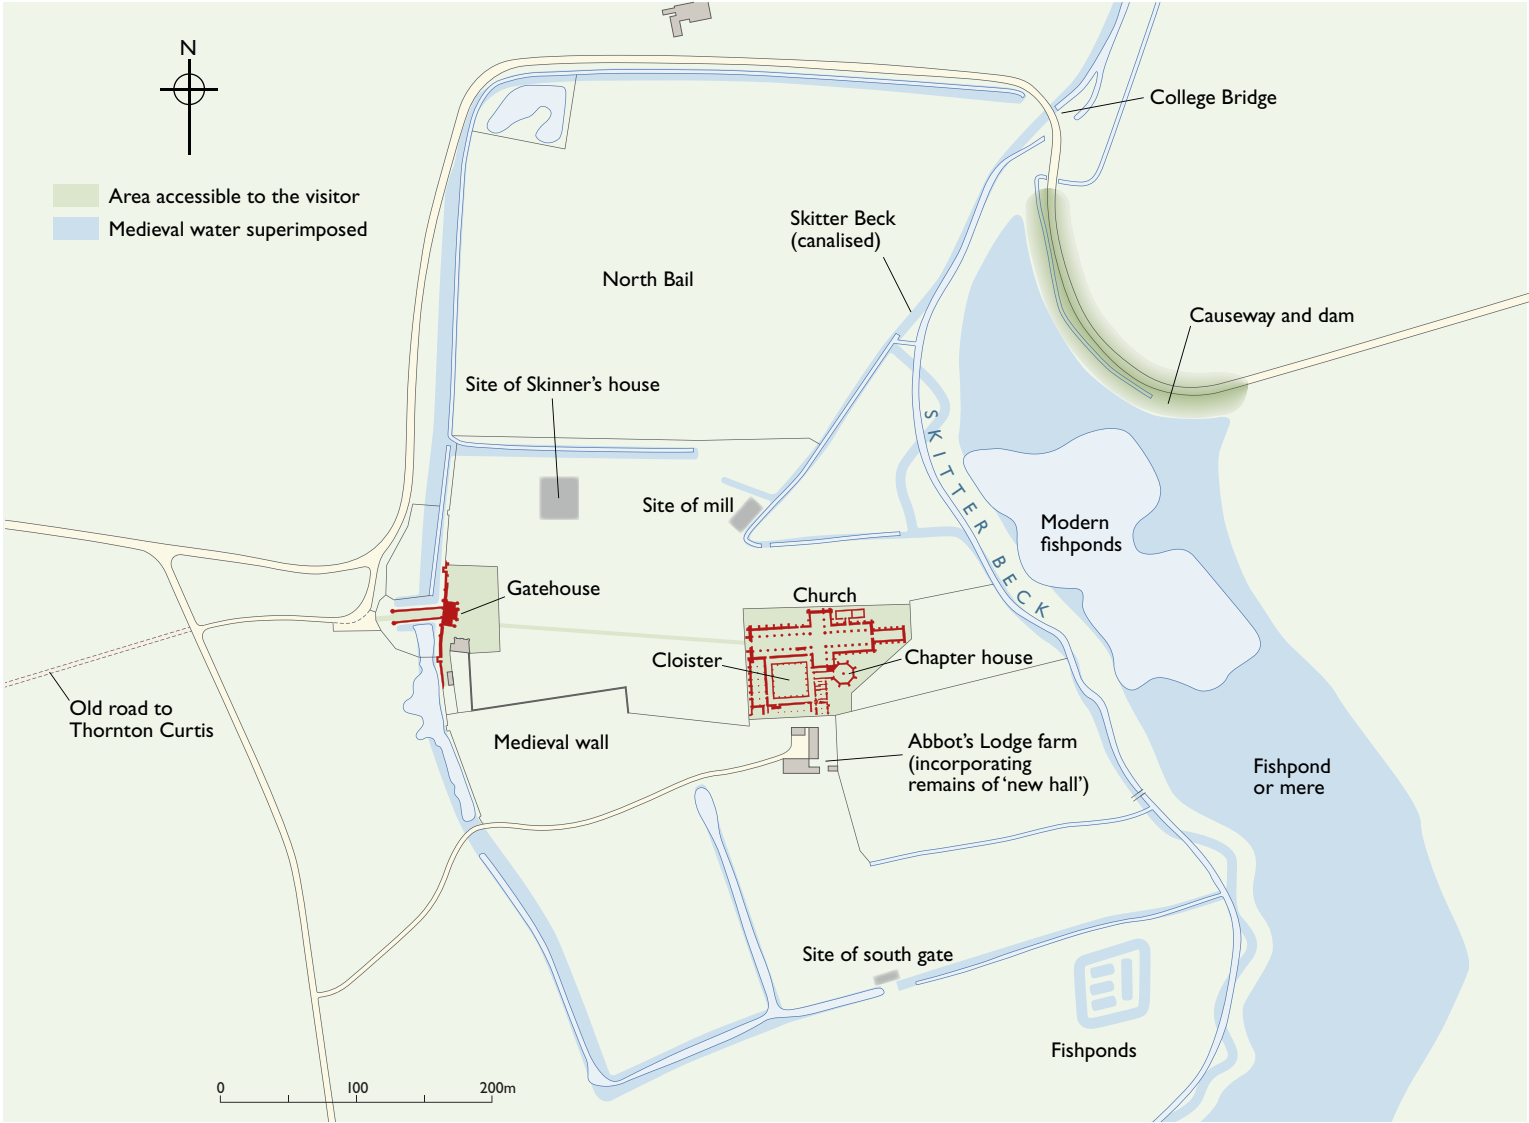 N
College Bridge
Area accessible to the visitor
Medieval water superimposed
Skitter Beck
(canalised)
North Bail
Causeway and dam
Site of Skinner’s house
SKITTER BECK
Site of mill
Modern
fishponds
Gatehouse
Church
Cloister
Chapter house
Old road to
Thornton Curtis
Medieval wall
Abbot’s Lodge farm
(incorporating
remains of ‘new hall’)
Fishpond
or mere
Site of south gate
Fishponds
0 100 200m